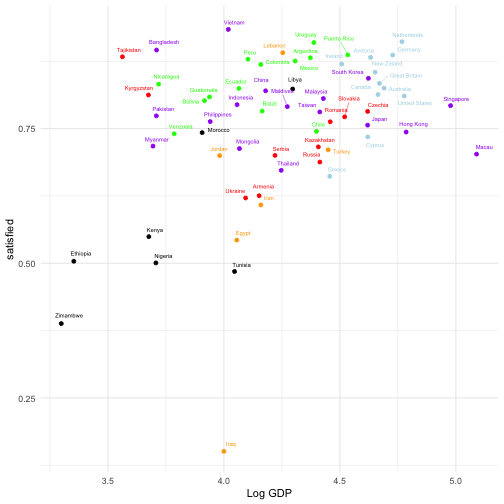 Vietnam
Uruguay
Puerto Rico
Netherlands
Bangladesh
Lebanon
Tajikistan
Peru
Argentina
Ireland
Andorra
Germany
Colombia
Mexico
New Zeland
Nicaragua
Ecuador
China
Libya
South Korea
Great Britain
Kyrgyzstan
Guatemala
Maldives
Malaysia
Canada
Australia
Bolivia
Indonesia
Brazil
Taiwan
Romania
Slovakia
Czechia
United States
Singapore
Pakistan
Philippines
Japan
Hong Kong
Venezuela
Morocco
Chile
Cyprus
Myanmar
Jordan
Mongolia
Serbia
Kazakhstan
Turkey
Macau
Thailand
Russia
Greece
Ukraine
Armenia
Iran
Kenya
Egypt
Ethiopia
Nigeria
Tunisia
Zimbabwe
Iraq
0.75
0.50
0.25
satisfied
3.5
4.0
4.5
5.0
Log GDP